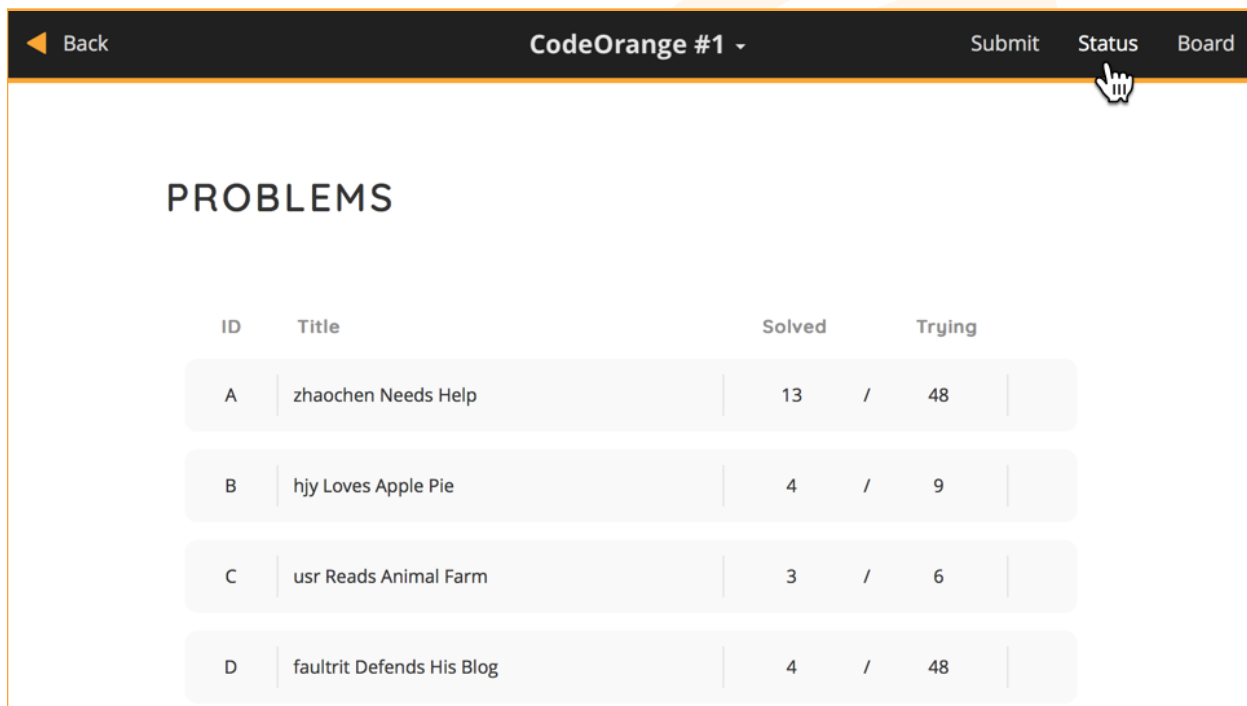 Back CodeOrange #1 Submit Status Board
PROBLEMS
ID Title Solved Trying
A zhaochen Needs Help 13 / 48
B hjy Loves Apple Pie 4 / 9
C usr Reads Animal Farm 3 / 6
D faultrit Defends His Blog 4 / 48